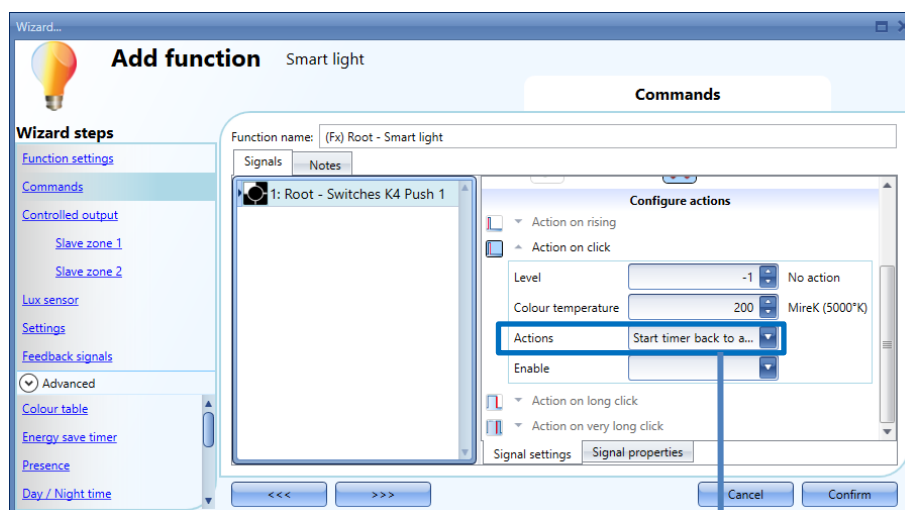 Wizard...
Add function Smart light
Commands
Wizard steps
Function settings
Commands
Controlled output
Slave zone 1
Slave zone 2
Lux sensor
Settings
Feedback signals
Advanced
Colour table
Energy save timer
Presence
Day / Night time
Function name: (Fx) Root - Smart light
Signals Notes
1: Root - Switches K4 Push 1
Configure actions
Action on rising
Action on click
Level -1 No action
Colour temperature 200 MireK (5000°K)
Actions Start timer back to a...
Enable
Action on long click
Action on very long click
Signal settings Signal properties
<<< >>> Cancel Confirm